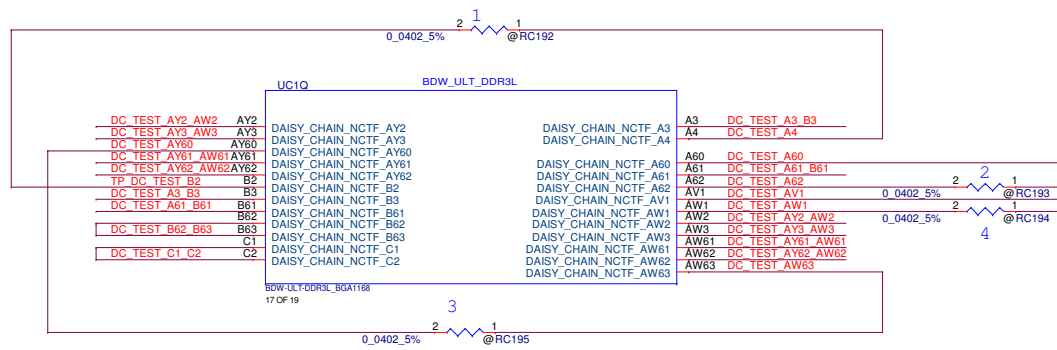 1
2 1
0_0402_5% @RC192
UC1Q BDW_ULT_DDR3L
DC_TEST_AY2_AW2 AY2 DAISY_CHAIN_NCTF_AY2
DC_TEST_AY3_AW3 AY3 DAISY_CHAIN_NCTF_AY3
DC_TEST_AY60 AY60 DAISY_CHAIN_NCTF_AY60
DC_TEST_AY61_AW61 AY61 DAISY_CHAIN_NCTF_AY61
DC_TEST_AY62_AW62 AY62 DAISY_CHAIN_NCTF_AY62
TP_DC_TEST_B2 B2 DAISY_CHAIN_NCTF_B2
DC_TEST_A3_B3 B3 DAISY_CHAIN_NCTF_B3
DC_TEST_A61_B61 B61 DAISY_CHAIN_NCTF_B61
B62 DAISY_CHAIN_NCTF_B62
DC_TEST_B62_B63 B63 DAISY_CHAIN_NCTF_B63
C1 DAISY_CHAIN_NCTF_C1
DC_TEST_C1_C2 C2 DAISY_CHAIN_NCTF_C2
DAISY_CHAIN_NCTF_A3 A3 DC_TEST_A3_B3
DAISY_CHAIN_NCTF_A4 A4 DC_TEST_A4
DAISY_CHAIN_NCTF_A60 A60 DC_TEST_A60
DAISY_CHAIN_NCTF_A61 A61 DC_TEST_A61_B61
DAISY_CHAIN_NCTF_A62 A62 DC_TEST_A62
DAISY_CHAIN_NCTF_AV1 AV1 DC_TEST_AV1
DAISY_CHAIN_NCTF_AW1 AW1 DC_TEST_AW1
DAISY_CHAIN_NCTF_AW2 AW2 DC_TEST_AY2_AW2
DAISY_CHAIN_NCTF_AW3 AW3 DC_TEST_AY3_AW3
DAISY_CHAIN_NCTF_AW61 AW61 DC_TEST_AY61_AW61
DAISY_CHAIN_NCTF_AW62 AW62 DC_TEST_AY62_AW62
DAISY_CHAIN_NCTF_AW63 AW63 DC_TEST_AW63
2
2 1
0_0402_5% @RC193
2 1
0_0402_5% @RC194
4
BDW-ULT-DDR3L_BGA1168
17 OF 19
3
2 1
0_0402_5% @RC195